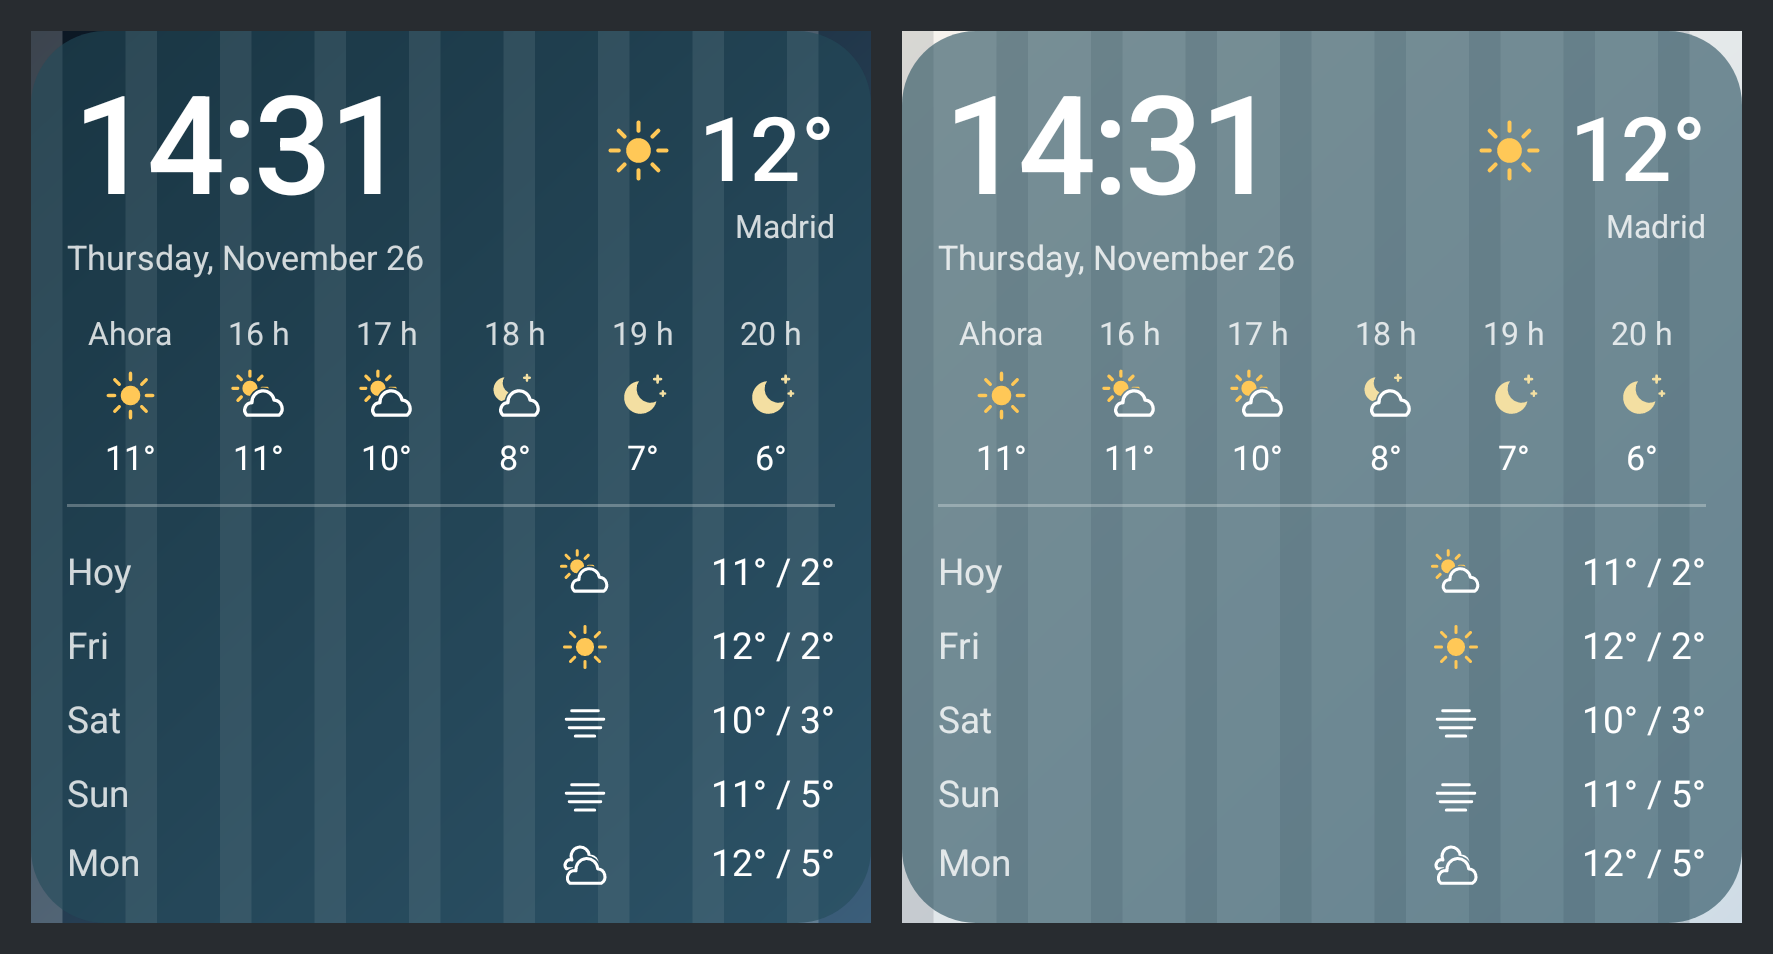 14:31
12°
Madrid
Thursday, November 26
Ahora 16 h 17 h 18 h 19 h 20 h
11° 11° 10° 8° 7° 6°
Hoy 11° / 2°
Fri 12° / 2°
Sat 10° / 3°
Sun 11° / 5°
Mon 12° / 5°
14:31
12°
Madrid
Thursday, November 26
Ahora 16 h 17 h 18 h 19 h 20 h
11° 11° 10° 8° 7° 6°
Hoy 11° / 2°
Fri 12° / 2°
Sat 10° / 3°
Sun 11° / 5°
Mon 12° / 5°